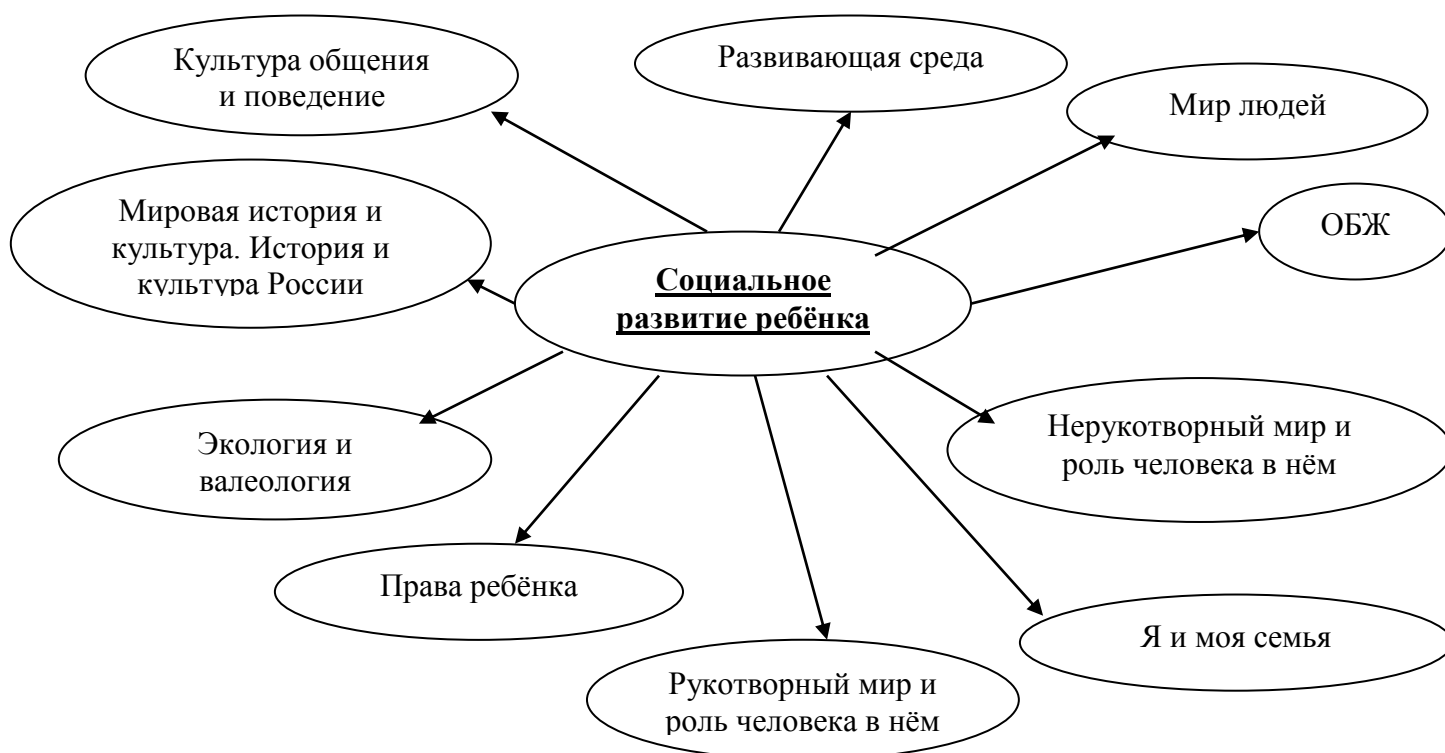 Культура общения
и поведение
Развивающая среда
Мир людей
Мировая история и
культура. История и
культура России
ОБЖ
Социальное
развитие ребёнка
Экология и
валеология
Нерукотворный мир и
роль человека в нём
Права ребёнка
Я и моя семья
Рукотворный мир и
роль человека в нём